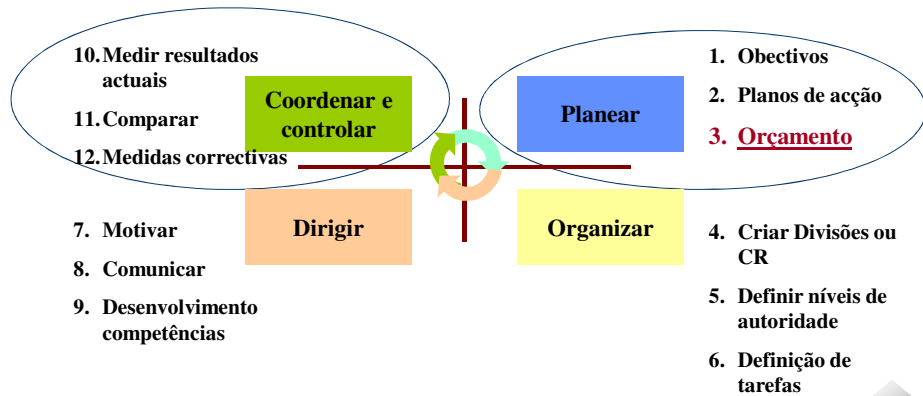 10. Medir resultados
actuais
11. Comparar
12. Medidas correctivas
Coordenar e
controlar
Planear
1. Obectivos
2. Planos de acção
3. Orçamento
Dirigir
Organizar
7. Motivar
8. Comunicar
9. Desenvolvimento
competências
4. Criar Divisões ou
CR
5. Definir níveis de
autoridade
6. Definição de
tarefas